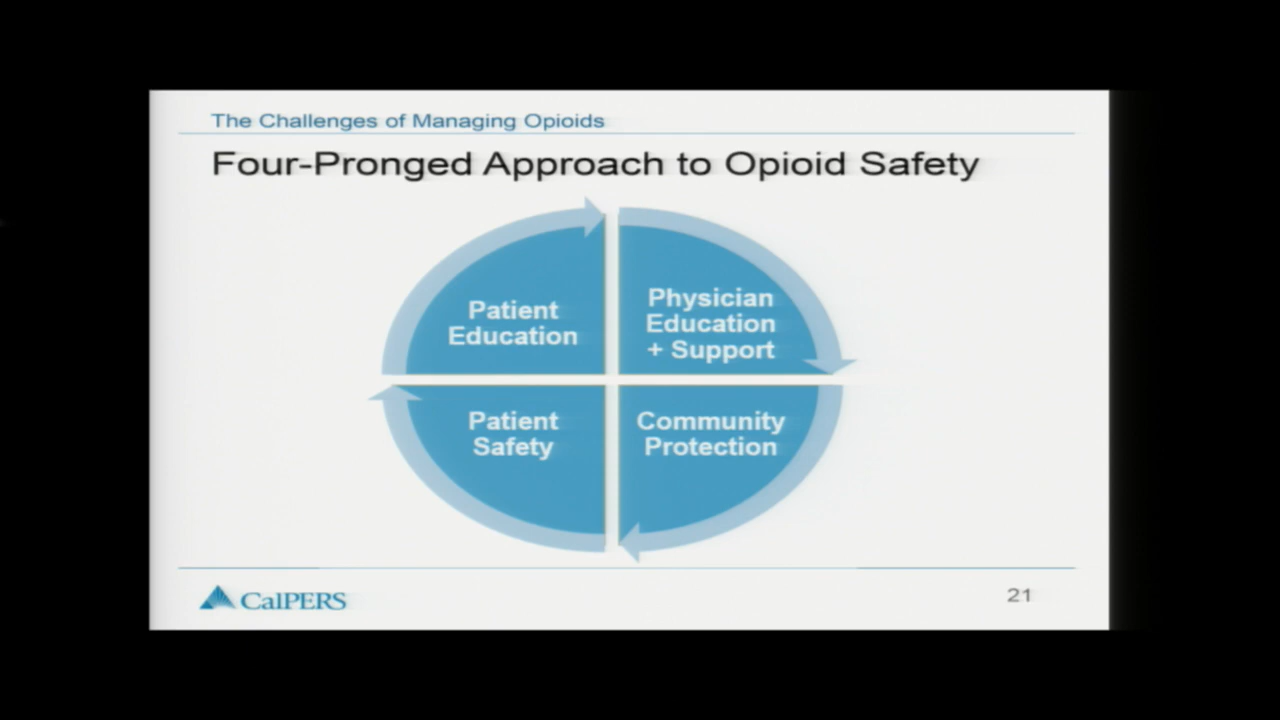 The Challenges of Managing Opioids
Four-Pronged Approach to Opioid Safety
Patient
Education
Physician
Education
+ Support
Patient
Safety
Community
Protection
CalPERS
21